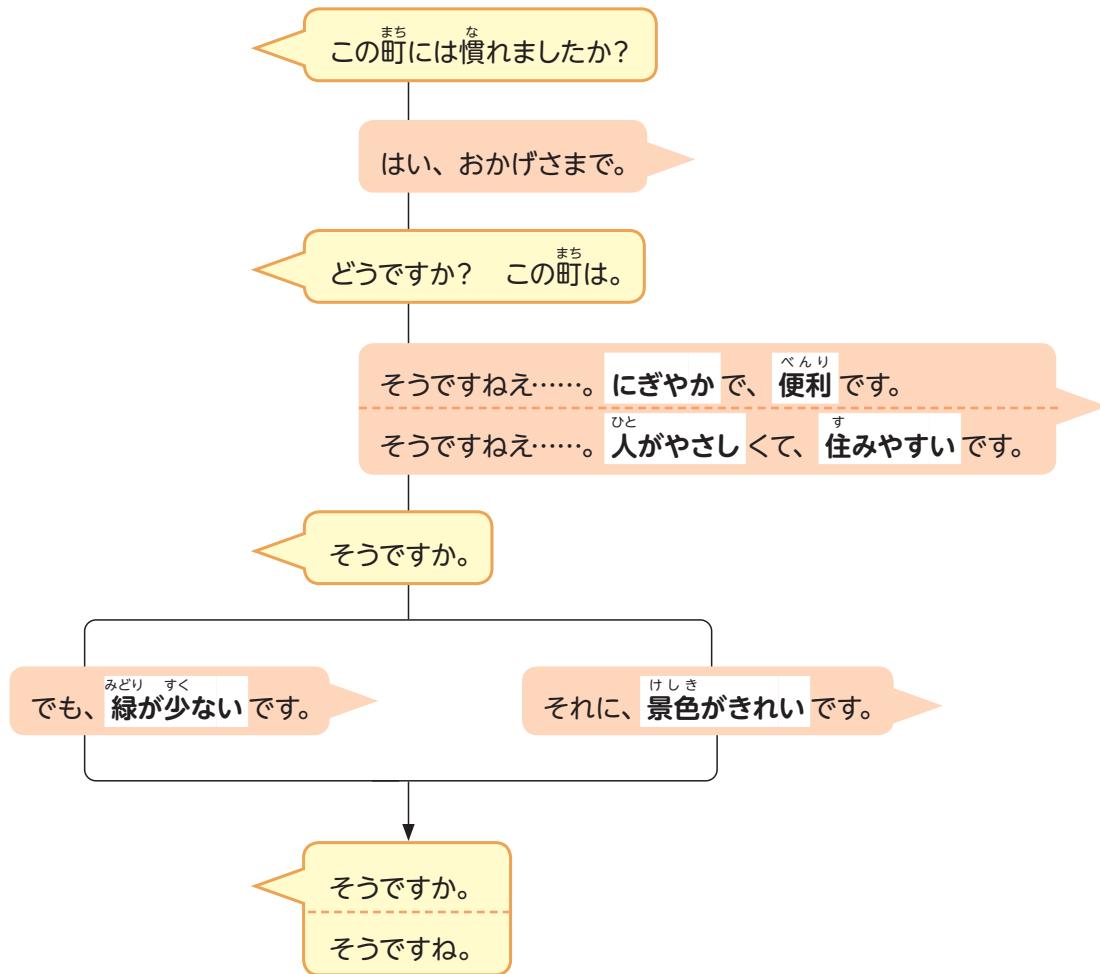 この町には慣れましたか？
はい、おかげさまで。
どうですか？　この町は。
そうですねえ……。にぎやかで、便利です。
そうですねえ……。人がやさしくて、住みやすいです。
そうですか。
でも、緑が少ないです。
それに、景色がきれいです。
そうですか。
そうですね。